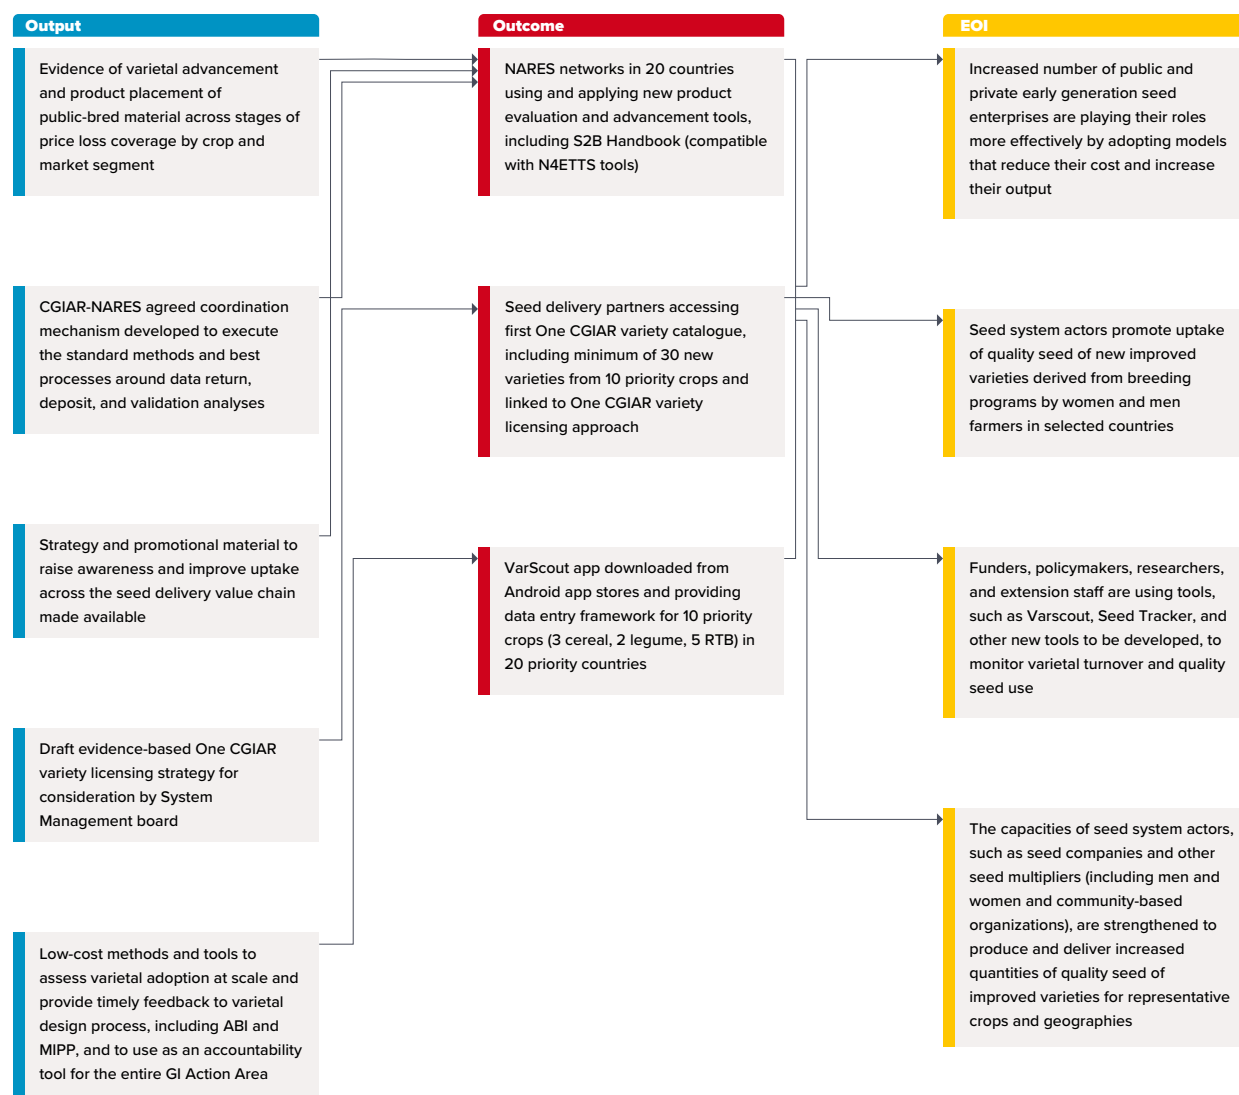 Output
Evidence of varietal advancement
and product placement of
public-bred material across stages of
price loss coverage by crop and
market segment
CGIAR-NARES agreed coordination
mechanism developed to execute
the standard methods and best
processes around data return,
deposit, and validation analyses
Strategy and promotional material to
raise awareness and improve uptake
across the seed delivery value chain
made available
Draft evidence-based One CGIAR
variety licensing strategy for
consideration by System
Management board
Low-cost methods and tools to
assess varietal adoption at scale and
provide timely feedback to varietal
design process, including ABI and
MIPP, and to use as an accountability
tool for the entire GI Action Area
Outcome
NARES networks in 20 countries
using and applying new product
evaluation and advancement tools,
including S2B Handbook (compatible
with N4ETTS tools)
Seed delivery partners accessing
first One CGIAR variety catalogue,
including minimum of 30 new
varieties from 10 priority crops and
linked to One CGIAR variety
licensing approach
VarScout app downloaded from
Android app stores and providing
data entry framework for 10 priority
crops (3 cereal, 2 legume, 5 RTB) in
20 priority countries
EOI
Increased number of public and
private early generation seed
enterprises are playing their roles
more effectively by adopting models
that reduce their cost and increase
their output
Seed system actors promote uptake
of quality seed of new improved
varieties derived from breeding
programs by women and men
farmers in selected countries
Funders, policymakers, researchers,
and extension staff are using tools,
such as Varscout, Seed Tracker, and
other new tools to be developed, to
monitor varietal turnover and quality
seed use
The capacities of seed system actors,
such as seed companies and other
seed multipliers (including men and
women and community-based
organizations), are strengthened to
produce and deliver increased
quantities of quality seed of
improved varieties for representative
crops and geographies